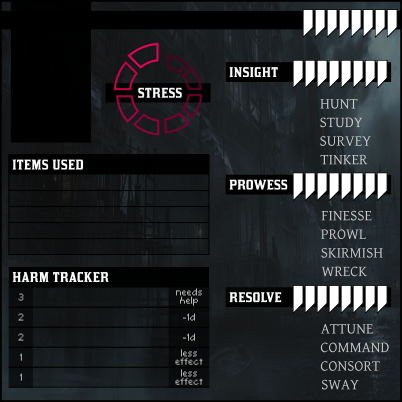 STRESS
INSIGHT
HUNT
STUDY
SURVEY
TINKER
ITEMS USED
PROWESS
FINESSE
PROWL
SKIRMISH
WRECK
HARM TRACKER
3 needs
help
2 -1d
2 -1d
1 less
effect
1 less
effect
RESOLVE
ATTUNE
COMMAND
CONSORT
SWAY